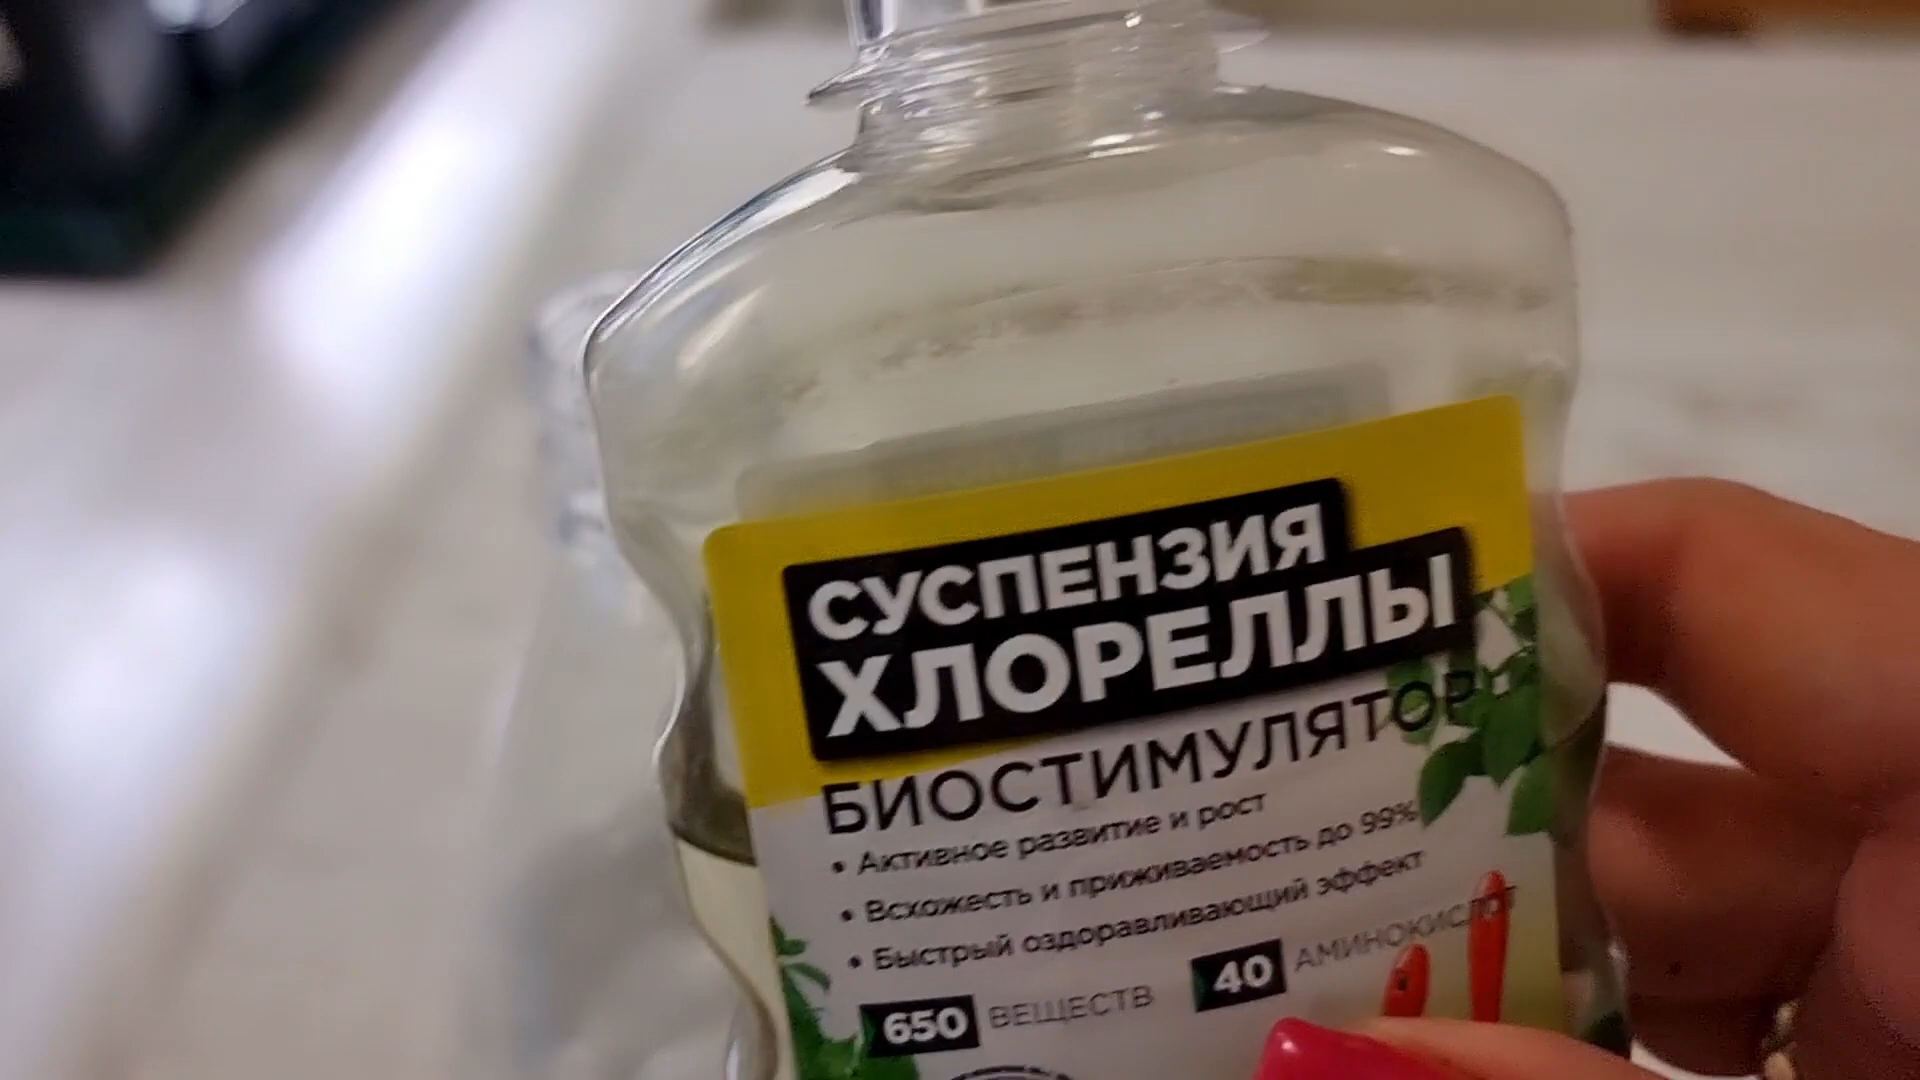 СУСПЕНЗИЯ
ХЛОРЕЛЛЫ
БИОСТИМУЛЯТОР
• Активное развитие и рост
• Всхожесть и приживаемость до 99%
• Быстрый оздоравливающий эффект
650 ВЕЩЕСТВ 40 АМИНОКИСЛОТ